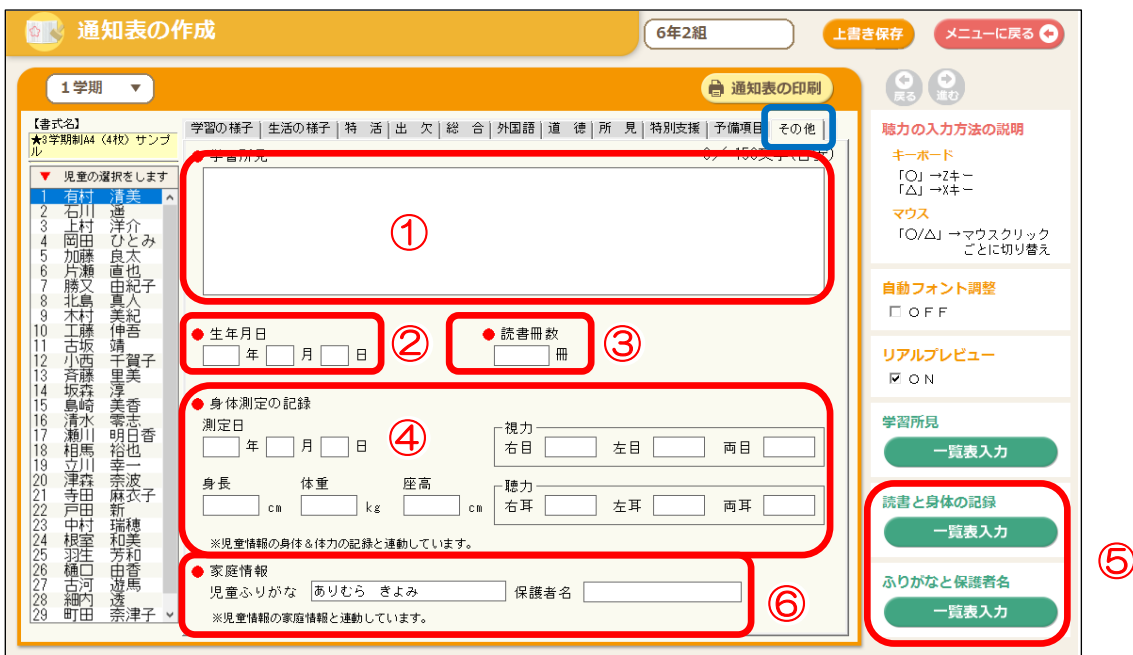 通知表の作成
6年2組
上書き保存
メニューに戻る
1学期 ▼
通知表の印刷
戻る 進む
【書式名】
★3学期制A4（4枚）サンプ
ル
学習の様子 生活の様子 特　活 出　欠 総　合 外国語 道　徳 所　見 特別支援 予備項目 その他
▼ 児童の選択をします
1 有村 清美
2 石川 遥
3 上村 洋介
4 岡田 ひとみ
5 加藤 良太
6 片瀬 直也
7 勝又 由紀子
8 北島 真人
9 木村 美紀
10 工藤 伸吾
11 古坂 靖
12 小西 千賀子
13 斉藤 里美
14 坂森 淳
15 島崎 美香
16 清水 零志
17 瀬川 明日香
18 相馬 裕也
19 立川 幸一
20 津森 奈波
21 寺田 麻衣子
22 戸田 新
23 中村 瑞穂
24 根室 和美
25 羽生 芳和
26 樋口 由香
27 古河 遊馬
28 細内 透
29 町田 奈津子
● 学習所見
①
● 生年月日
年 月 日
②
● 読書冊数
冊
③
● 身体測定の記録
測定日
年 月 日
④
視力
右目 左目 両目
身長 体重 座高
cm kg cm
聴力
右耳 左耳 両耳
※児童情報の身体＆体力の記録と連動しています。
● 家庭情報
児童ふりがな ありむら きよみ 保護者名
※児童情報の家庭情報と連動しています。
⑥
聴力の入力方法の説明
キーボード
「○」→Zキー
「△」→Xキー
マウス
「○/△」→マウスクリック
ごとに切り替え
自動フォント調整
ＯＦＦ
リアルプレビュー
ＯＮ
学習所見
一覧表入力
読書と身体の記録
一覧表入力
ふりがなと保護者名
一覧表入力
⑤